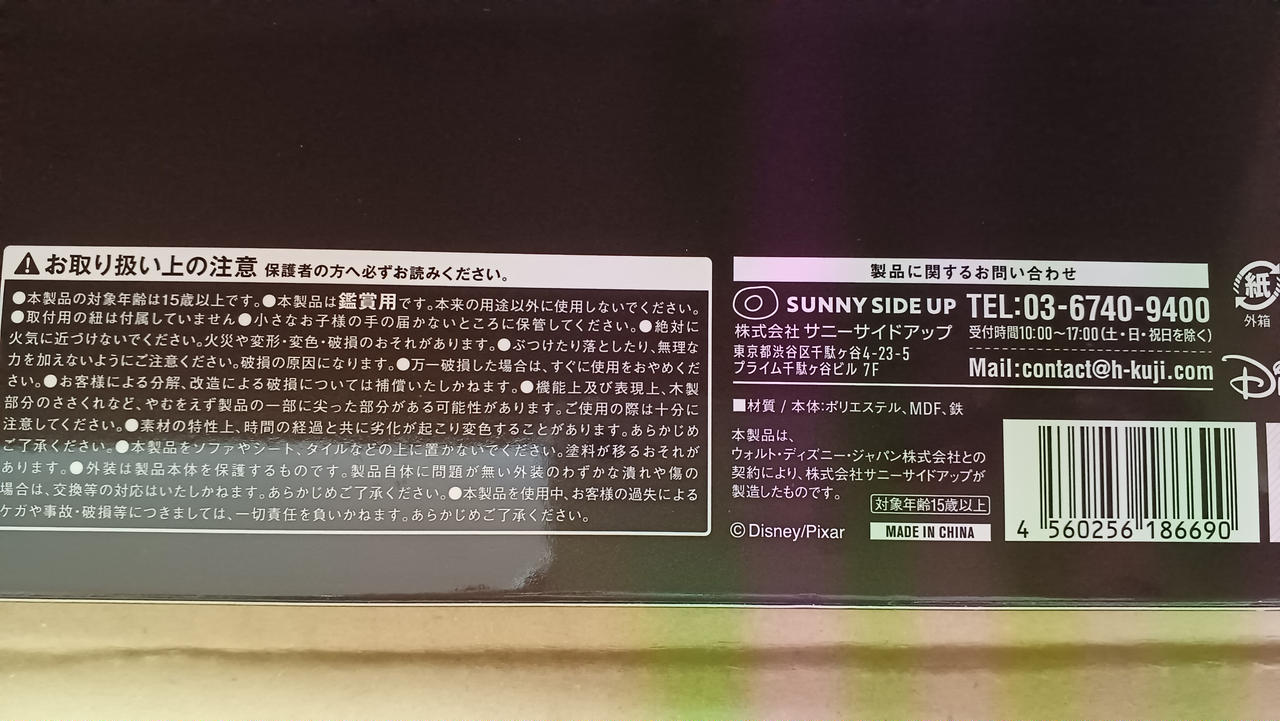 お取り扱い上の注意 保護者の方へ必ずお読みください。
●本製品の対象年齢は15歳以上です。●本製品は鑑賞用です。本来の用途以外に使用しないでください。
●取付用の紐は付属していません●小さなお子様の手の届かないところに保管してください。●絶対に
火気に近づけないでください。火災や変形・変色・破損のおそれがあります。●ぶつけたり落としたり、無理な
力を加えないようにご注意ください。破損の原因になります。●万一破損した場合は、すぐに使用をおやめくだ
さい。●お客様による分解、改造による破損については補償いたしかねます。●機能上及び表現上、木製
部分のささくれなど、やむをえず製品の一部に尖った部分がある可能性があります。ご使用の際は十分に
注意してください。●素材の特性上、時間の経過と共に劣化が起こり変色することがあります。あらかじめ
ご了承ください。●本製品をソファやシート、タイルなどの上に置かないでください。塗料が移るおそれが
あります。●外装は製品本体を保護するものです。製品自体に問題が無い外装のわずかな潰れや傷の
場合は、交換等の対応はいたしかねます。あらかじめご了承ください。●本製品を使用中、お客様の過失による
ケガや事故・破損等につきましては、一切責任を負いかねます。あらかじめご了承ください。
製品に関するお問い合わせ
SUNNY SIDE UP
株式会社 サニーサイドアップ
東京都渋谷区千駄ヶ谷4-23-5
プライム千駄ヶ谷ビル 7F
TEL:03-6740-9400
受付時間10:00〜17:00(土・日・祝日を除く)
Mail:contact@h-kuji.com
■材質 / 本体:ポリエステル、MDF、鉄
本製品は、
ウォルト・ディズニー・ジャパン株式会社との
契約により、株式会社サニーサイドアップが
製造したものです。
対象年齢15歳以上
©Disney/Pixar
MADE IN CHINA
4 560256 186690
紙
外箱